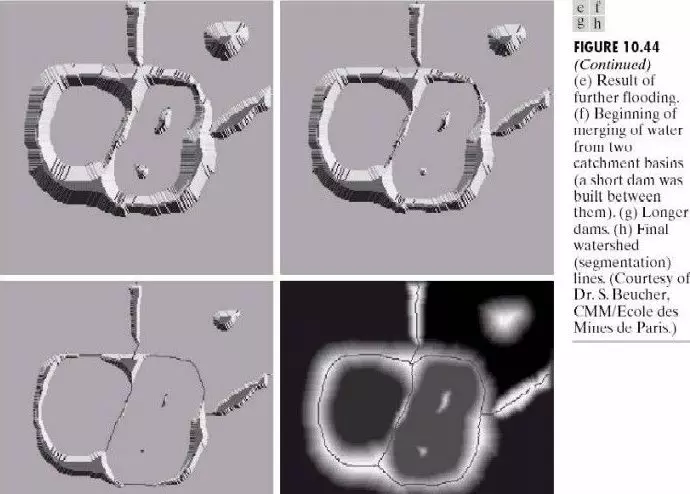 e f
g h
FIGURE 10.44
(Continued)
(e) Result of
further flooding.
(f) Beginning of
merging of water
from two
catchment basins
(a short dam was
built between
them). (g) Longer
dams. (h) Final
watershed
(segmentation)
lines. (Courtesy of
Dr. S. Beucher,
CMM/Ecole des
Mines de Paris.)